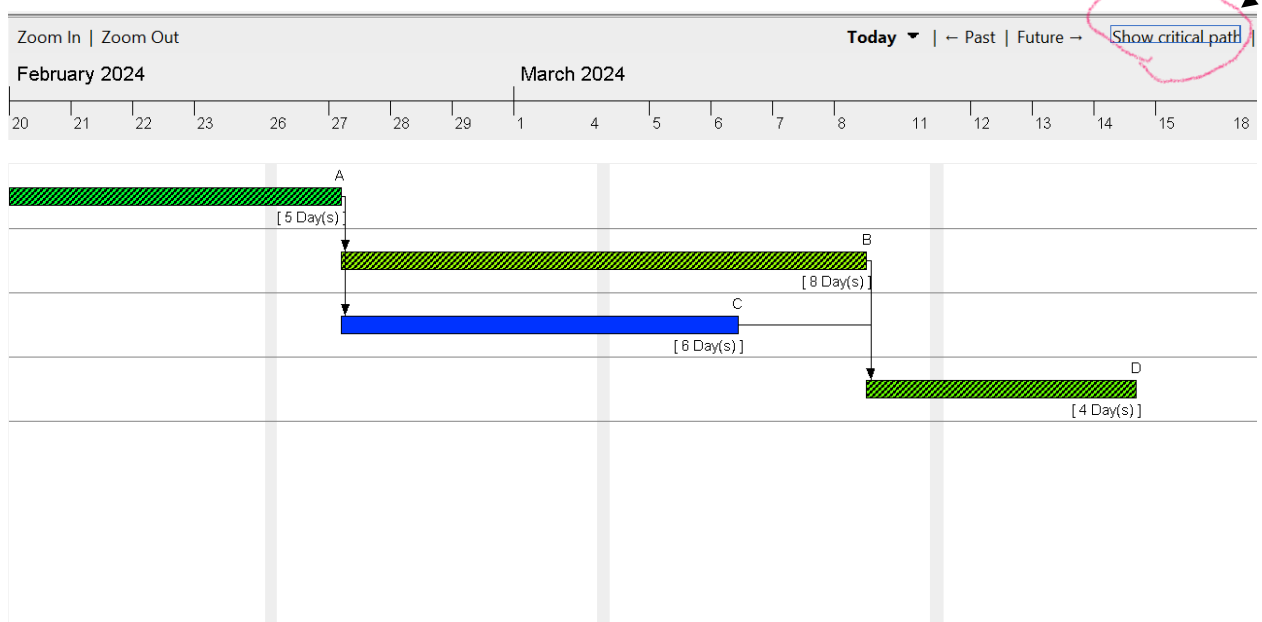 Zoom In | Zoom Out Today ▼ | ← Past | Future → Show critical path |
February 2024 March 2024
20 21 22 23 26 27 28 29 1 4 5 6 7 8 11 12 13 14 15 18
A
[ 5 Day(s) ]
B
[ 8 Day(s) ]
C
[ 6 Day(s) ]
D
[ 4 Day(s) ]